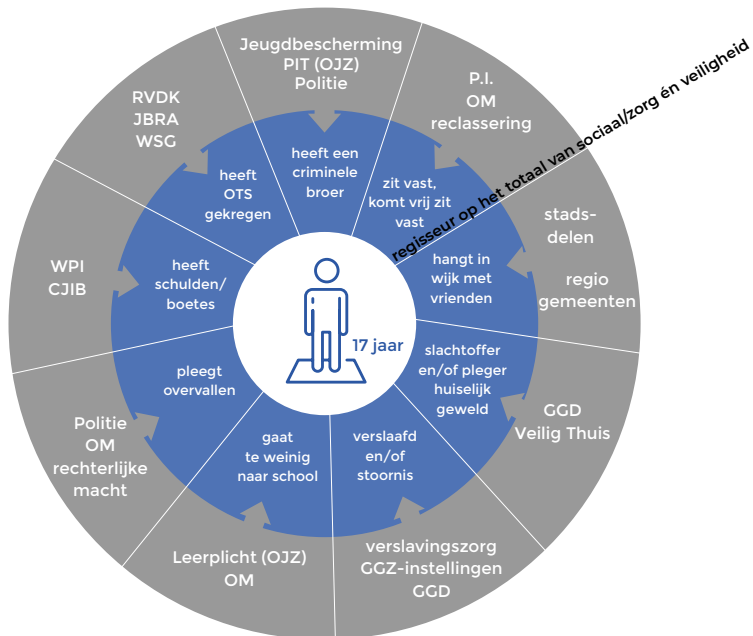 Jeugdbescherming
PIT (OJZ)
Politie
heeft een
criminele
broer
P.I.
OM
reclassering
zit vast,
komt vrij zit
vast
regisseur op het totaal van sociaal/zorg én veiligheid
stads-
delen
regio
gemeenten
hangt in
wijk met
vrienden
GGD
Veilig Thuis
slachtoffer
en/of pleger
huiselijk
geweld
verslavingszorg
GGZ-instellingen
GGD
verslaafd
en/of
stoornis
Leerplicht (OJZ)
OM
gaat
te weinig
naar school
Politie
OM
rechterlijke
macht
pleegt
overvallen
WPI
CJIB
heeft
schulden/
boetes
RVDK
JBRA
WSG
heeft
OTS
gekregen
17 jaar